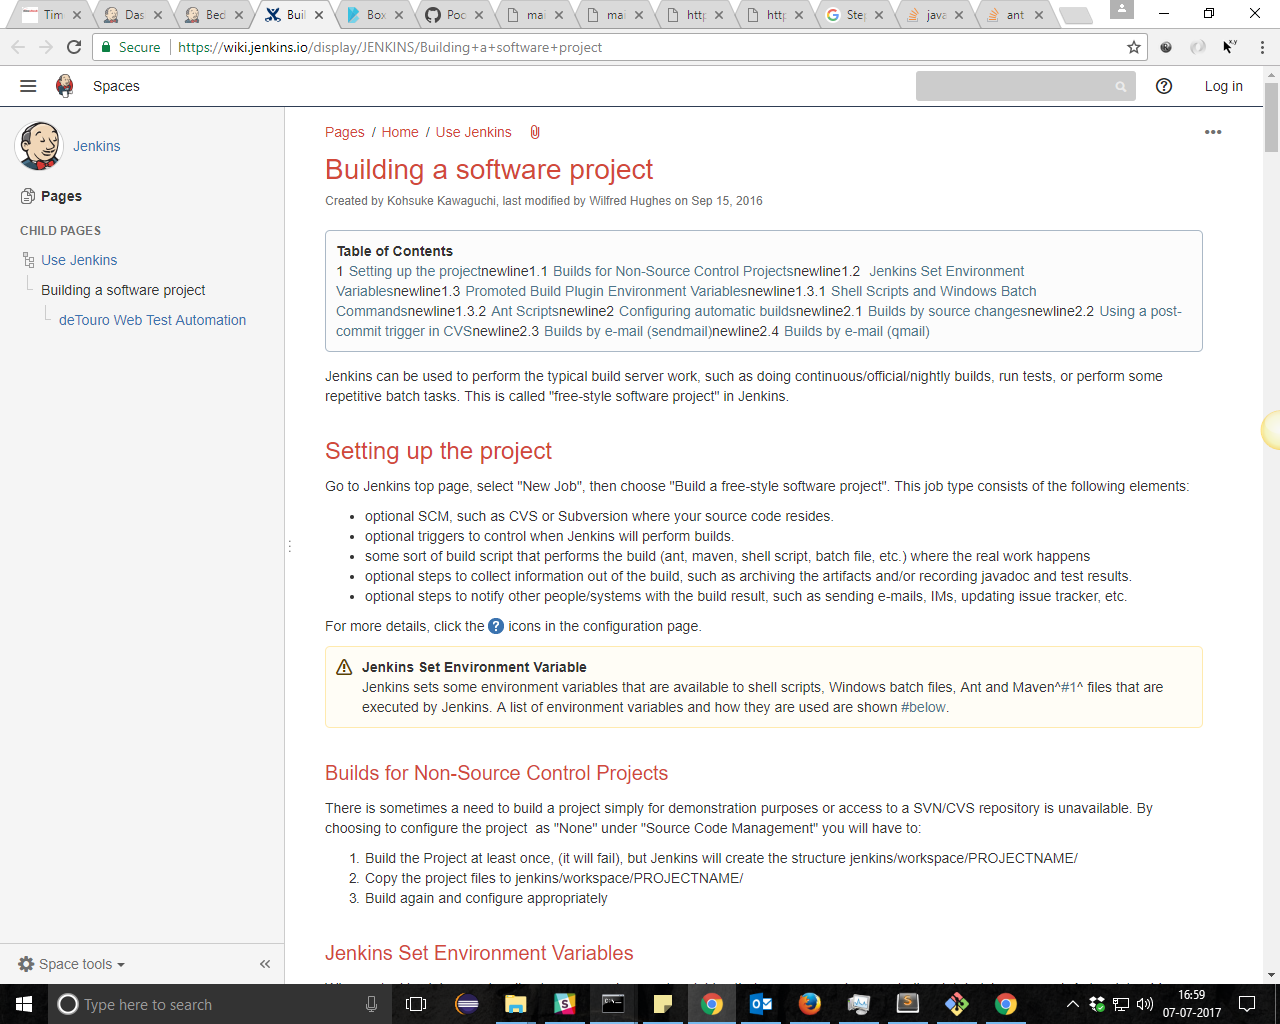 Tim
Das
Bed
Buil
Box
Poc
mai
mai
http
http
Step
java
ant
Secure
https://wiki.jenkins.io/display/JENKINS/Building+a+software+project
Spaces
Log in
Jenkins
Pages
CHILD PAGES
Use Jenkins
Building a software project
deTouro Web Test Automation
Space tools
Pages / Home / Use Jenkins
Building a software project
Created by Kohsuke Kawaguchi, last modified by Wilfred Hughes on Sep 15, 2016
Table of Contents
1 Setting up the projectnewline1.1 Builds for Non-Source Control Projectsnewline1.2 Jenkins Set Environment
Variablesnewline1.3 Promoted Build Plugin Environment Variablesnewline1.3.1 Shell Scripts and Windows Batch
Commandsnewline1.3.2 Ant Scriptsnewline2 Configuring automatic buildsnewline2.1 Builds by source changesnewline2.2 Using a post-
commit trigger in CVSnewline2.3 Builds by e-mail (sendmail)newline2.4 Builds by e-mail (qmail)
Jenkins can be used to perform the typical build server work, such as doing continuous/official/nightly builds, run tests, or perform some
repetitive batch tasks. This is called "free-style software project" in Jenkins.
Setting up the project
Go to Jenkins top page, select "New Job", then choose "Build a free-style software project". This job type consists of the following elements:
• optional SCM, such as CVS or Subversion where your source code resides.
• optional triggers to control when Jenkins will perform builds.
• some sort of build script that performs the build (ant, maven, shell script, batch file, etc.) where the real work happens
• optional steps to collect information out of the build, such as archiving the artifacts and/or recording javadoc and test results.
• optional steps to notify other people/systems with the build result, such as sending e-mails, IMs, updating issue tracker, etc.
For more details, click the ? icons in the configuration page.
Jenkins Set Environment Variable
Jenkins sets some environment variables that are available to shell scripts, Windows batch files, Ant and Maven^#1^ files that are
executed by Jenkins. A list of environment variables and how they are used are shown #below.
Builds for Non-Source Control Projects
There is sometimes a need to build a project simply for demonstration purposes or access to a SVN/CVS repository is unavailable. By
choosing to configure the project as "None" under "Source Code Management" you will have to:
1. Build the Project at least once, (it will fail), but Jenkins will create the structure jenkins/workspace/PROJECTNAME/
2. Copy the project files to jenkins/workspace/PROJECTNAME/
3. Build again and configure appropriately
Jenkins Set Environment Variables
Type here to search
16:59
07-07-2017